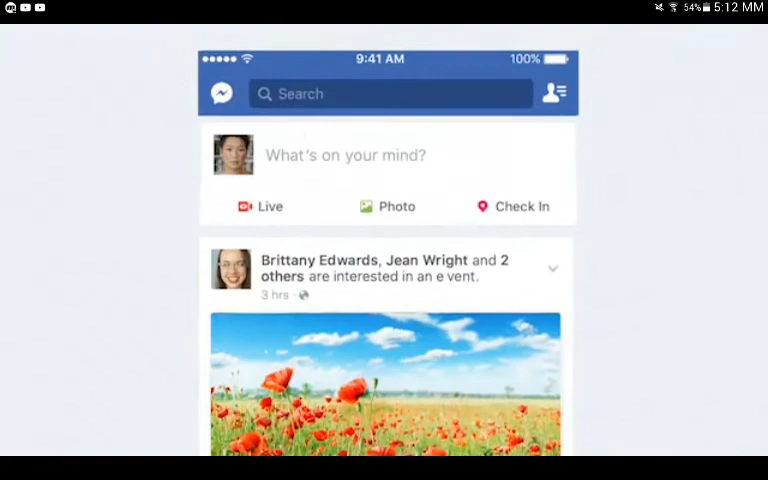 54% 5:12 MM
9:41 AM 100%
Search
What's on your mind?
Live Photo Check In
Brittany Edwards, Jean Wright and 2
others are interested in an e vent.
3 hrs ·